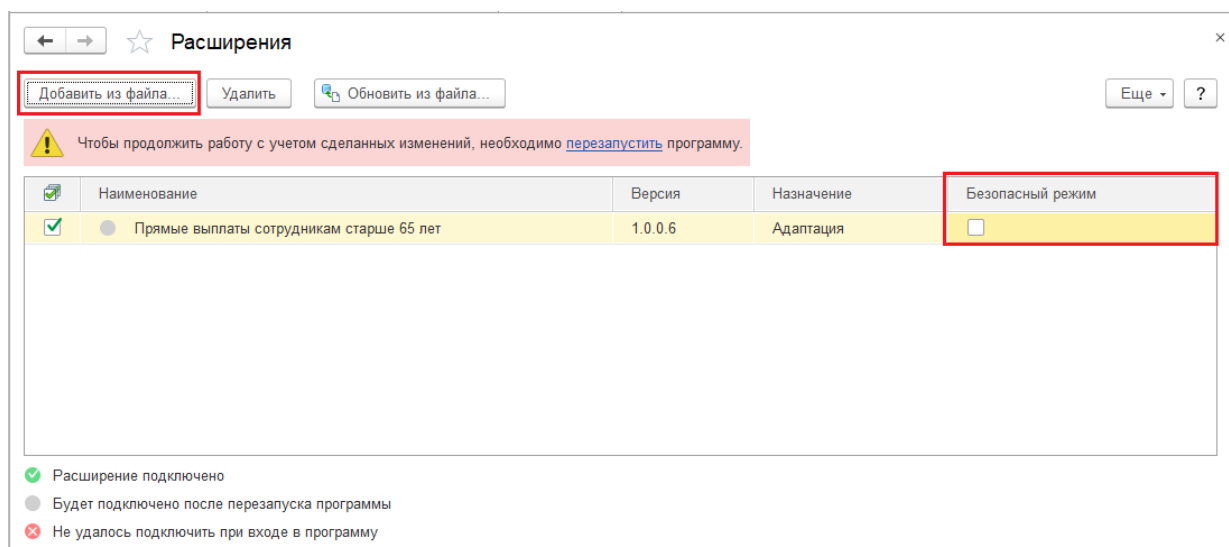 Расширения
Добавить из файла... Удалить Обновить из файла... Еще ?
Чтобы продолжить работу с учетом сделанных изменений, необходимо перезапустить программу.
Наименование Версия Назначение Безопасный режим
Прямые выплаты сотрудникам старше 65 лет 1.0.0.6 Адаптация
Расширение подключено
Будет подключено после перезапуска программы
Не удалось подключить при входе в программу